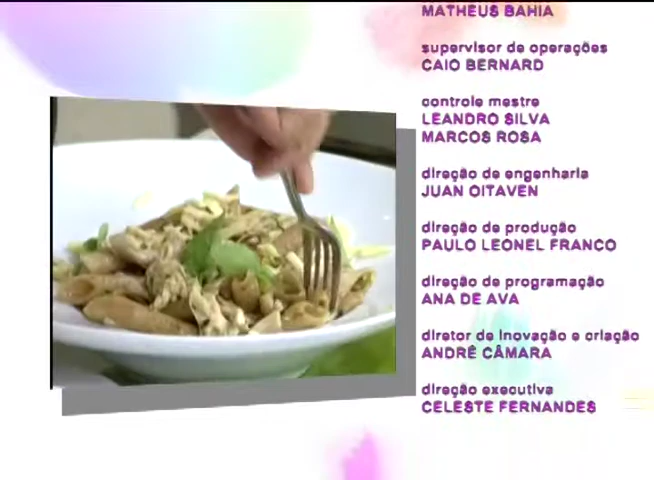 MATHEUS BAHIA
supervisor de operações
CAIO BERNARD
controle mestre
LEANDRO SILVA
MARCOS ROSA
direção de engenharia
JUAN OITAVEN
direção de produção
PAULO LEONEL FRANCO
direção de programação
ANA DE AVA
diretor de inovação e criação
ANDRÊ CÂMARA
direção executiva
CELESTE FERNANDES